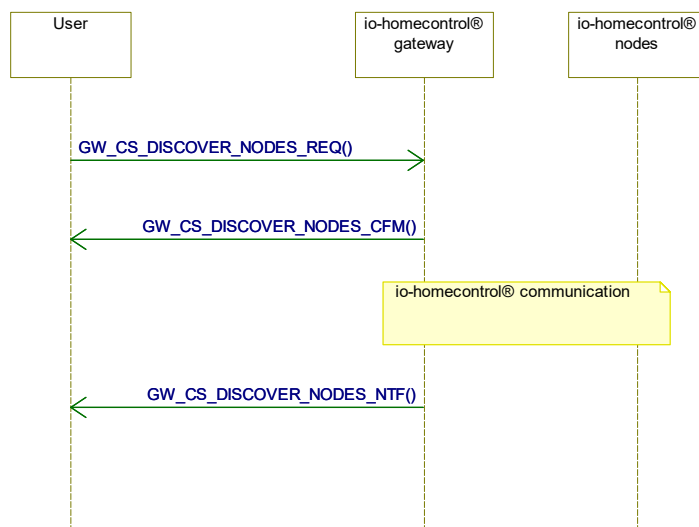 User
io-homecontrol®
gateway
io-homecontrol®
nodes
GW_CS_DISCOVER_NODES_REQ()
GW_CS_DISCOVER_NODES_CFM()
io-homecontrol® communication
GW_CS_DISCOVER_NODES_NTF()